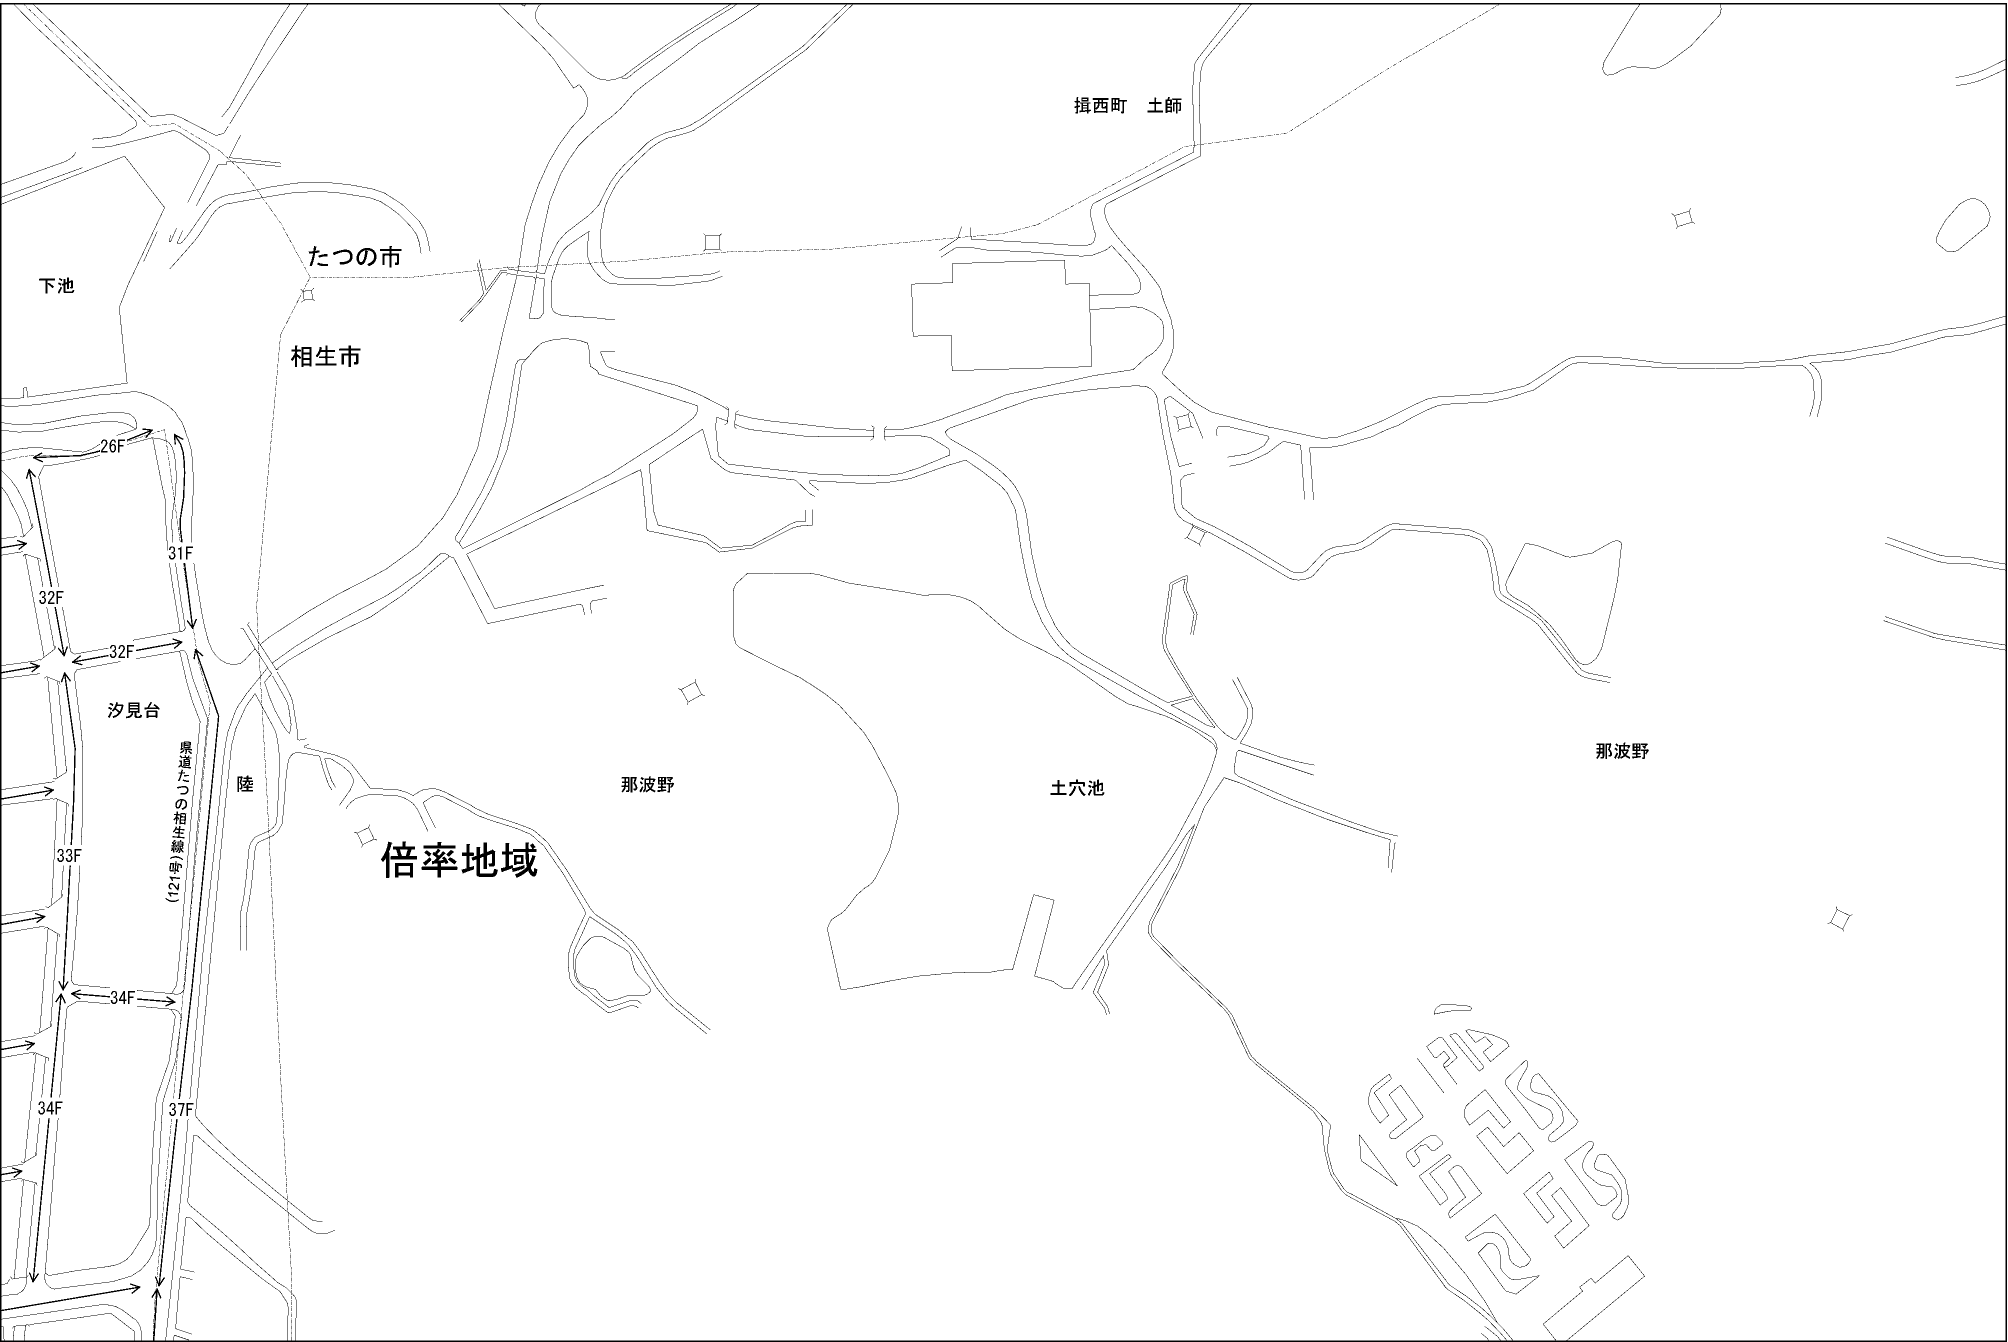 揖西町　土師
たつの市
下池
相生市
26F
31F
32F
32F
汐見台
県道たつの相生線
(121号)
陸
那波野
土穴池
那波野
倍率地域
33F
34F
34F
37F